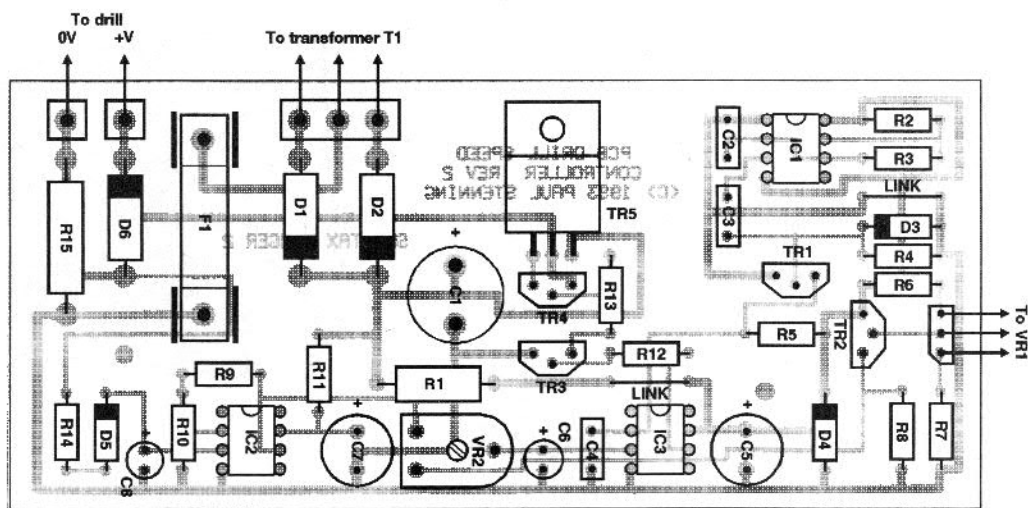 To drill
0V +V
To transformer T1
PCB DRILL SPEED
CONTROLLER REV 2
(C) 1993 PAUL STENNING
R15
D6
F1
D1
D2
C1
TR5
TR4
R13
C2
IC1
R2
R3
LINK
C3
D3
R4
TR1
R6
R5
TR2
To VR1
R9
R11
R1
TR3
R12
LINK
R14
D5
C8
R10
IC2
C7
VR2
C6
C4
IC3
C5
D4
R8
R7